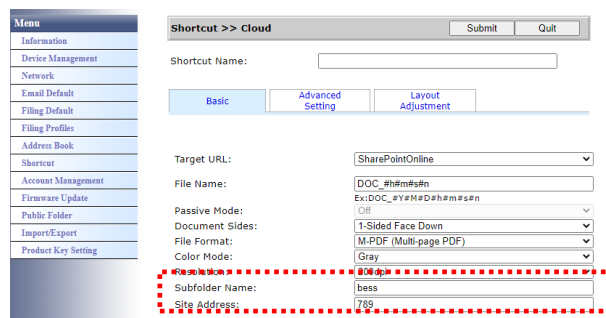 Menu
Information
Device Management
Network
Email Default
Filing Default
Filing Profiles
Address Book
Shortcut
Account Management
Firmware Update
Public Folder
Import/Export
Product Key Setting
Shortcut >> Cloud
Submit
Quit
Shortcut Name:
Basic
Advanced
Setting
Layout
Adjustment
Target URL: SharePointOnline
File Name: DOC_#h#m#s#n
Ex:DOC_#Y#M#D#h#m#s#n
Passive Mode: Off
Document Sides: 1-Sided Face Down
File Format: M-PDF (Multi-page PDF)
Color Mode: Gray
Resolution: 200dpi
Subfolder Name: bess
Site Address: 789